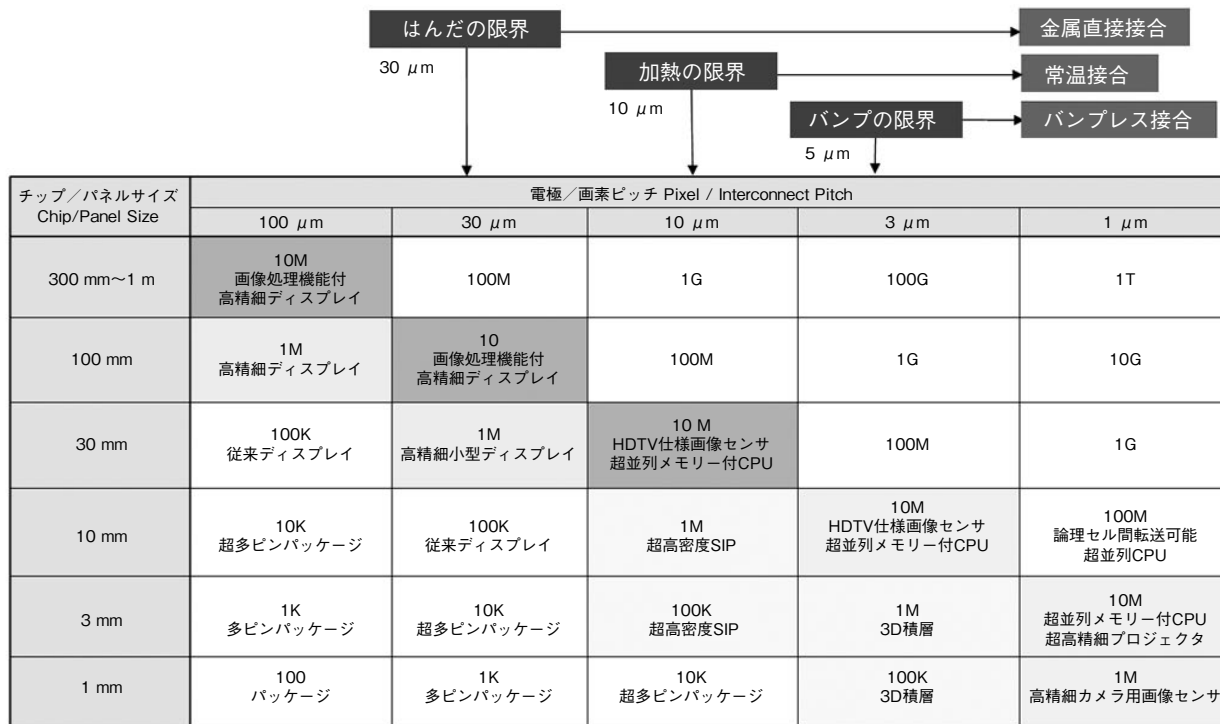 はんだの限界
金属直接接合
30 μm
加熱の限界
常温接合
10 μm
バンプの限界
バンプレス接合
5 μm
チップ／パネルサイズ
Chip/Panel Size
電極／画素ピッチ Pixel / Interconnect Pitch
100 μm
30 μm
10 μm
3 μm
1 μm
300 mm～1 m
10M
画像処理機能付
高精細ディスプレイ
100M
1G
100G
1T
100 mm
1M
高精細ディスプレイ
10
画像処理機能付
高精細ディスプレイ
100M
1G
10G
30 mm
100K
従来ディスプレイ
1M
高精細小型ディスプレイ
10 M
HDTV仕様画像センサ
超並列メモリー付CPU
100M
1G
10 mm
10K
超多ピンパッケージ
100K
従来ディスプレイ
1M
超高密度SIP
10M
HDTV仕様画像センサ
超並列メモリー付CPU
100M
論理セル間転送可能
超並列CPU
3 mm
1K
多ピンパッケージ
10K
超多ピンパッケージ
100K
超高密度SIP
1M
3D積層
10M
超並列メモリー付CPU
超高精細プロジェクタ
1 mm
100
パッケージ
1K
多ピンパッケージ
10K
超多ピンパッケージ
100K
3D積層
1M
高精細カメラ用画像センサ